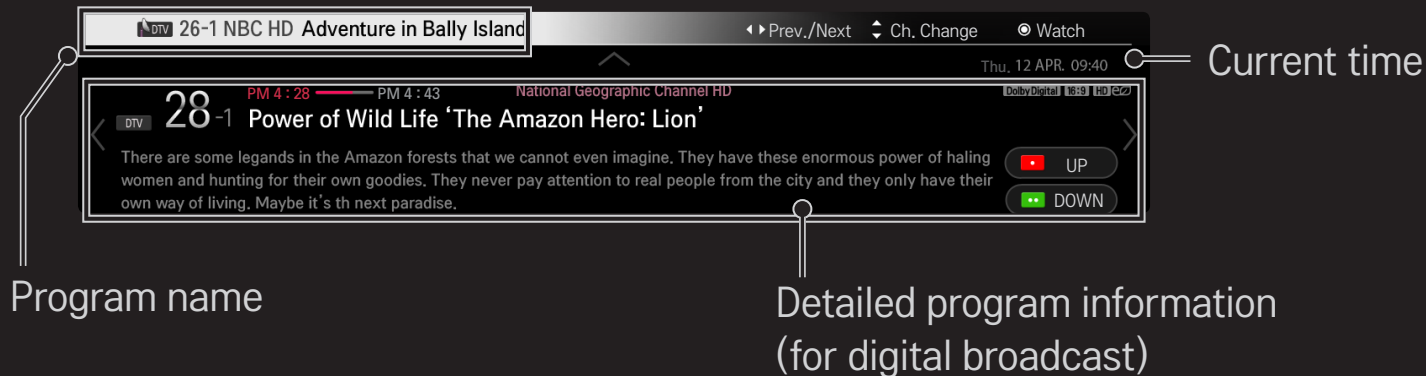 DTV 26-1 NBC HD Adventure in Bally Island Prev./Next Ch. Change Watch
Thu, 12 APR. 09:40
Current time
PM 4 : 28 PM 4 : 43 National Geographic Channel HD Dolby Digital 16:9 HD
DTV 28-1 Power of Wild Life ‘The Amazon Hero: Lion’
There are some legands in the Amazon forests that we cannot even imagine. They have these enormous power of haling
women and hunting for their own goodies. They never pay attention to real people from the city and they only have their
own way of living. Maybe it’s th next paradise.
UP
DOWN
Program name
Detailed program information
(for digital broadcast)